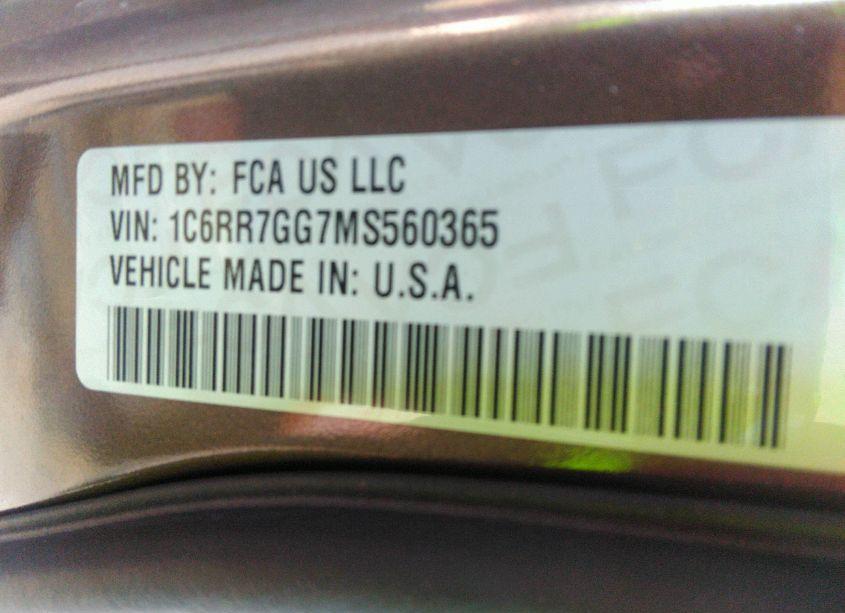 MFD BY: FCA US LLC
VIN: 1C6RR7GG7MS560365
VEHICLE MADE IN: U.S.A.